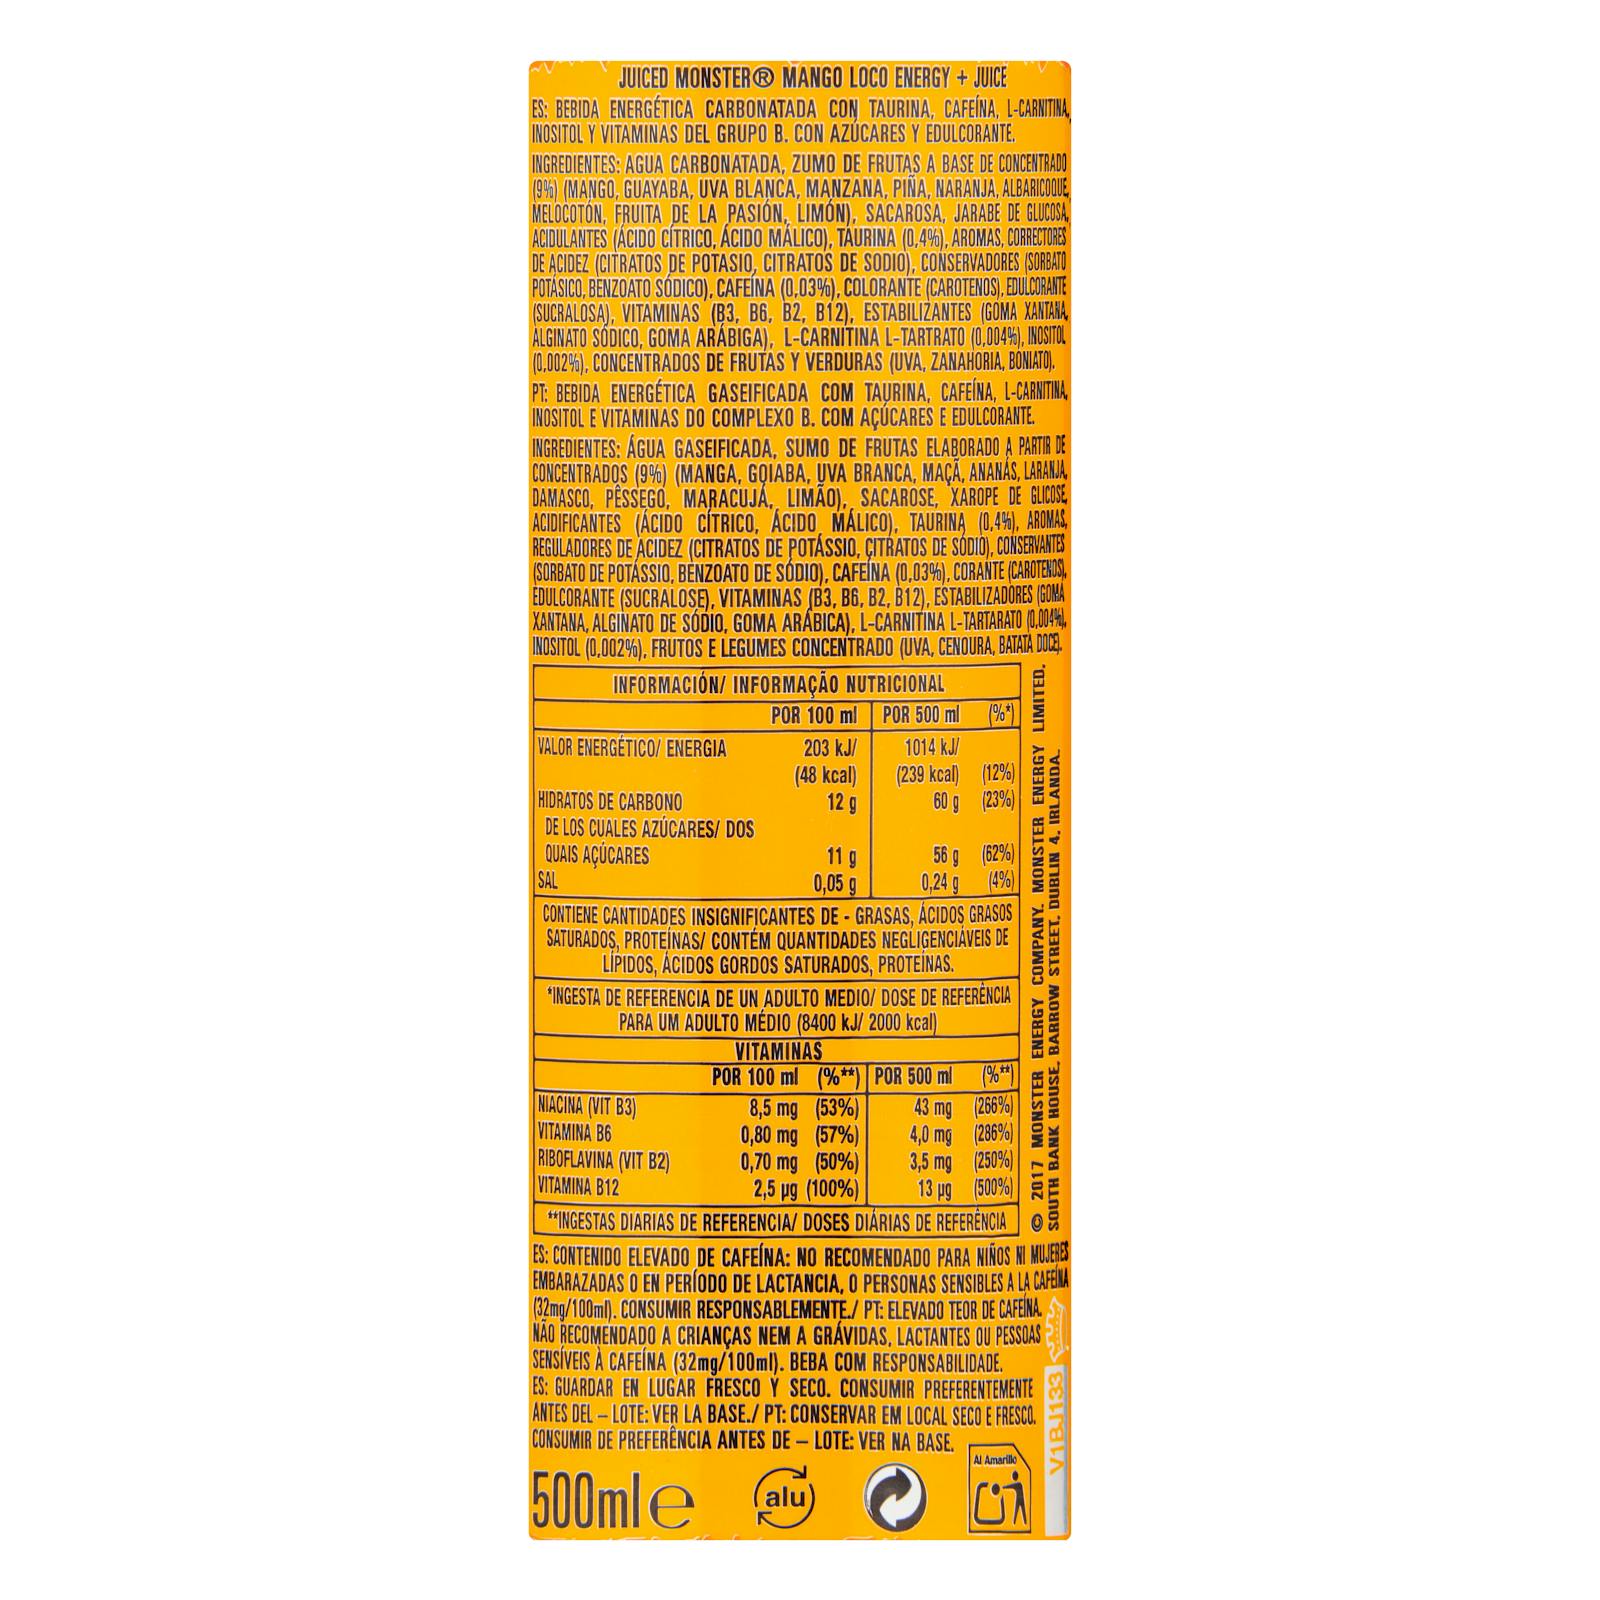 JUICED MONSTER® MANGO LOCO ENERGY + JUICE
ES: BEBIDA ENERGÉTICA CARBONATADA CON TAURINA, CAFEÍNA, L-CARNITINA,
INOSITOL Y VITAMINAS DEL GRUPO B. CON AZÚCARES Y EDULCORANTE.
INGREDIENTES: AGUA CARBONATADA, ZUMO DE FRUTAS A BASE DE CONCENTRADO
(9%) (MANGO, GUAYABA, UVA BLANCA, MANZANA, PIÑA, NARANJA, ALBARICOQUE,
MELOCOTÓN, FRUITA DE LA PASIÓN, LIMÓN), SACAROSA, JARABE DE GLUCOSA,
ACIDULANTES (ÁCIDO CÍTRICO, ÁCIDO MÁLICO), TAURINA (0,4%), AROMAS, CORRECTORES
DE ACIDEZ (CITRATOS DE POTASIO, CITRATOS DE SODIO), CONSERVADORES (SORBATO
POTÁSICO, BENZOATO SÓDICO), CAFEÍNA (0,03%), COLORANTE (CAROTENOS), EDULCORANTE
(SUCRALOSA), VITAMINAS (B3, B6, B2, B12), ESTABILIZANTES (GOMA XANTANA,
ALGINATO SÓDICO, GOMA ARÁBIGA), L-CARNITINA L-TARTRATO (0,004%), INOSITOL
(0,002%), CONCENTRADOS DE FRUTAS Y VERDURAS (UVA, ZANAHORIA, BONIATO).
PT: BEBIDA ENERGÉTICA GASEIFICADA COM TAURINA, CAFEÍNA, L-CARNITINA,
INOSITOL E VITAMINAS DO COMPLEXO B. COM AÇÚCARES E EDULCORANTE.
INGREDIENTES: ÁGUA GASEIFICADA, SUMO DE FRUTAS ELABORADO A PARTIR DE
CONCENTRADOS (9%) (MANGA, GOIABA, UVA BRANCA, MAÇÃ, ANANÁS, LARANJA,
DAMASCO, PÊSSEGO, MARACUJÁ, LIMÃO), SACAROSE, XAROPE DE GLICOSE,
ACIDIFICANTES (ÁCIDO CÍTRICO, ÁCIDO MÁLICO), TAURINA (0,4%), AROMAS,
REGULADORES DE ACIDEZ (CITRATOS DE POTÁSSIO, CITRATOS DE SÓDIO), CONSERVANTES
(SORBATO DE POTÁSSIO, BENZOATO DE SÓDIO), CAFEÍNA (0,03%), CORANTE (CAROTENOS),
EDULCORANTE (SUCRALOSE), VITAMINAS (B3, B6, B2, B12), ESTABILIZADORES (GOMA
XANTANA, ALGINATO DE SÓDIO, GOMA ARÁBICA), L-CARNITINA L-TARTARATO (0,004%),
INOSITOL (0,002%), FRUTOS E LEGUMES CONCENTRADO (UVA, CENOURA, BATATA DOCE).
INFORMACIÓN/ INFORMAÇÃO NUTRICIONAL
POR 100 ml POR 500 ml (%*)
VALOR ENERGÉTICO/ ENERGIA 203 kJ/ 1014 kJ/
(48 kcal) (239 kcal) (12%)
HIDRATOS DE CARBONO 12 g 60 g (23%)
DE LOS CUALES AZÚCARES/ DOS
QUAIS AÇÚCARES 11 g 56 g (62%)
SAL 0,05 g 0,24 g (4%)
CONTIENE CANTIDADES INSIGNIFICANTES DE - GRASAS, ÁCIDOS GRASOS
SATURADOS, PROTEÍNAS/ CONTÉM QUANTIDADES NEGLIGENCIÁVEIS DE
LÍPIDOS, ÁCIDOS GORDOS SATURADOS, PROTEÍNAS.
*INGESTA DE REFERENCIA DE UN ADULTO MEDIO/ DOSE DE REFERÊNCIA
PARA UM ADULTO MÉDIO (8400 kJ/ 2000 kcal)
VITAMINAS
POR 100 ml (%**) POR 500 ml (%**)
NIACINA (VIT B3) 8,5 mg (53%) 43 mg (266%)
VITAMINA B6 0,80 mg (57%) 4,0 mg (286%)
RIBOFLAVINA (VIT B2) 0,70 mg (50%) 3,5 mg (250%)
VITAMINA B12 2,5 µg (100%) 13 µg (500%)
**INGESTAS DIARIAS DE REFERENCIA/ DOSES DIÁRIAS DE REFERÊNCIA
© 2017 MONSTER ENERGY COMPANY. MONSTER ENERGY LIMITED.
SOUTH BANK HOUSE, BARROW STREET, DUBLIN 4, IRLANDA.
ES: CONTENIDO ELEVADO DE CAFEÍNA: NO RECOMENDADO PARA NIÑOS NI MUJERES
EMBARAZADAS O EN PERÍODO DE LACTANCIA, O PERSONAS SENSIBLES A LA CAFEÍNA
(32mg/100ml). CONSUMIR RESPONSABLEMENTE./ PT: ELEVADO TEOR DE CAFEÍNA.
NÃO RECOMENDADO A CRIANÇAS NEM A GRÁVIDAS, LACTANTES OU PESSOAS
SENSÍVEIS À CAFEÍNA (32mg/100ml). BEBA COM RESPONSABILIDADE.
ES: GUARDAR EN LUGAR FRESCO Y SECO. CONSUMIR PREFERENTEMENTE
ANTES DEL – LOTE: VER LA BASE./ PT: CONSERVAR EM LOCAL SECO E FRESCO.
CONSUMIR DE PREFERÊNCIA ANTES DE – LOTE: VER NA BASE.
V1BJ133
500ml e
alu
Al Amarillo